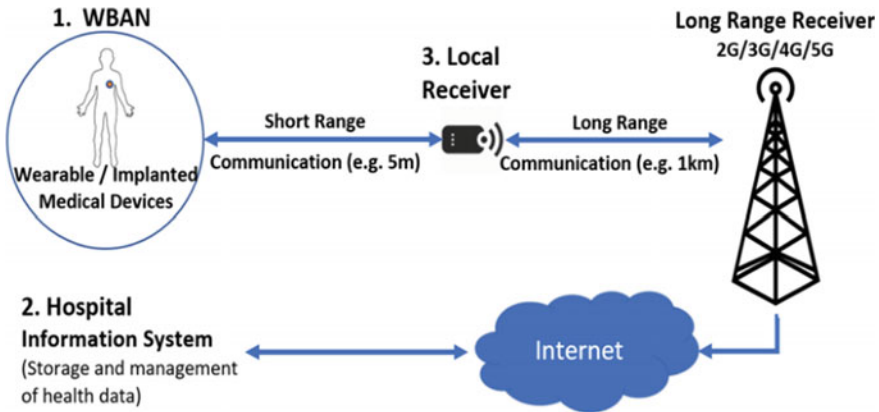 1. WBAN
Wearable / Implanted
Medical Devices
Short Range
Communication (e.g. 5m)
3. Local
Receiver
Long Range
Communication (e.g. 1km)
Long Range Receiver
2G/3G/4G/5G
2. Hospital
Information System
(Storage and management
of health data)
Internet